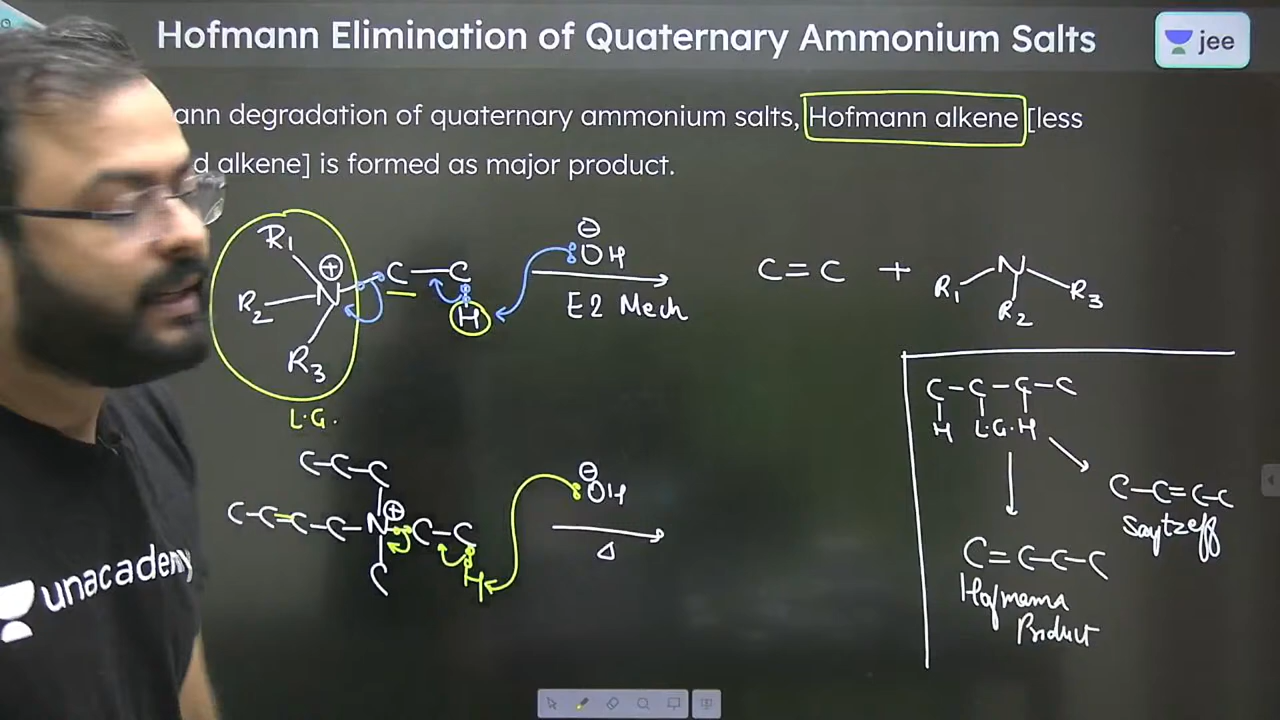 Hofmann Elimination of Quaternary Ammonium Salts
jee
ann degradation of quaternary ammonium salts, Hofmann alkene [less
d alkene] is formed as major product.
R1
R2 N ⊕ C - C
H
R3
L.G.
⊖
OH
E2 Mech
C = C + N
R1 R2 R3
C-C-C
C-C=C-C-N ⊕ C-C
H
C
⊖
OH
Δ
C-C-C-C
H L.G. H
C-C=C-C
Saytzeff
C=C-C-C
Hofmann
Product
unacademy